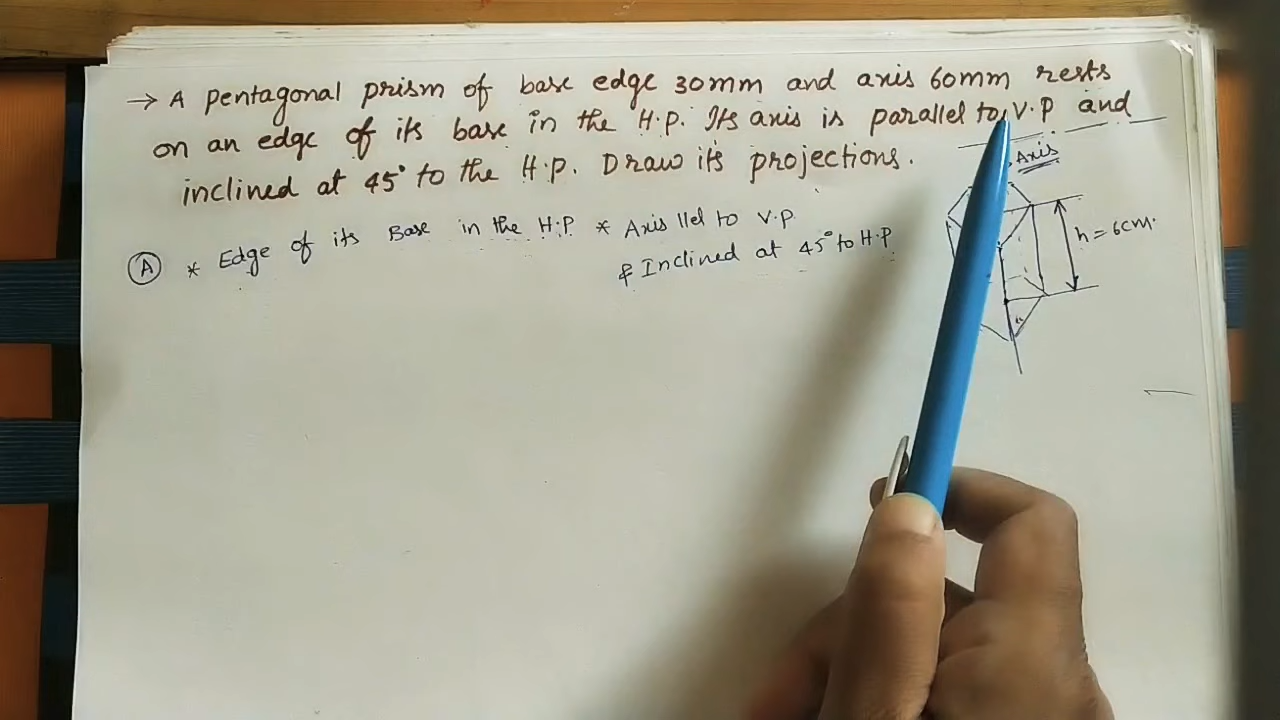 → A pentagonal prism of base edge 30mm and axis 60mm rests
on an edge of its base in the H.P. Its axis is parallel to V.P and
inclined at 45° to the H.P. Draw its projections.
Axis
A * Edge of its Base in the H.P * Axis llel to V.P
& Inclined at 45° to H.P
h = 6cm.